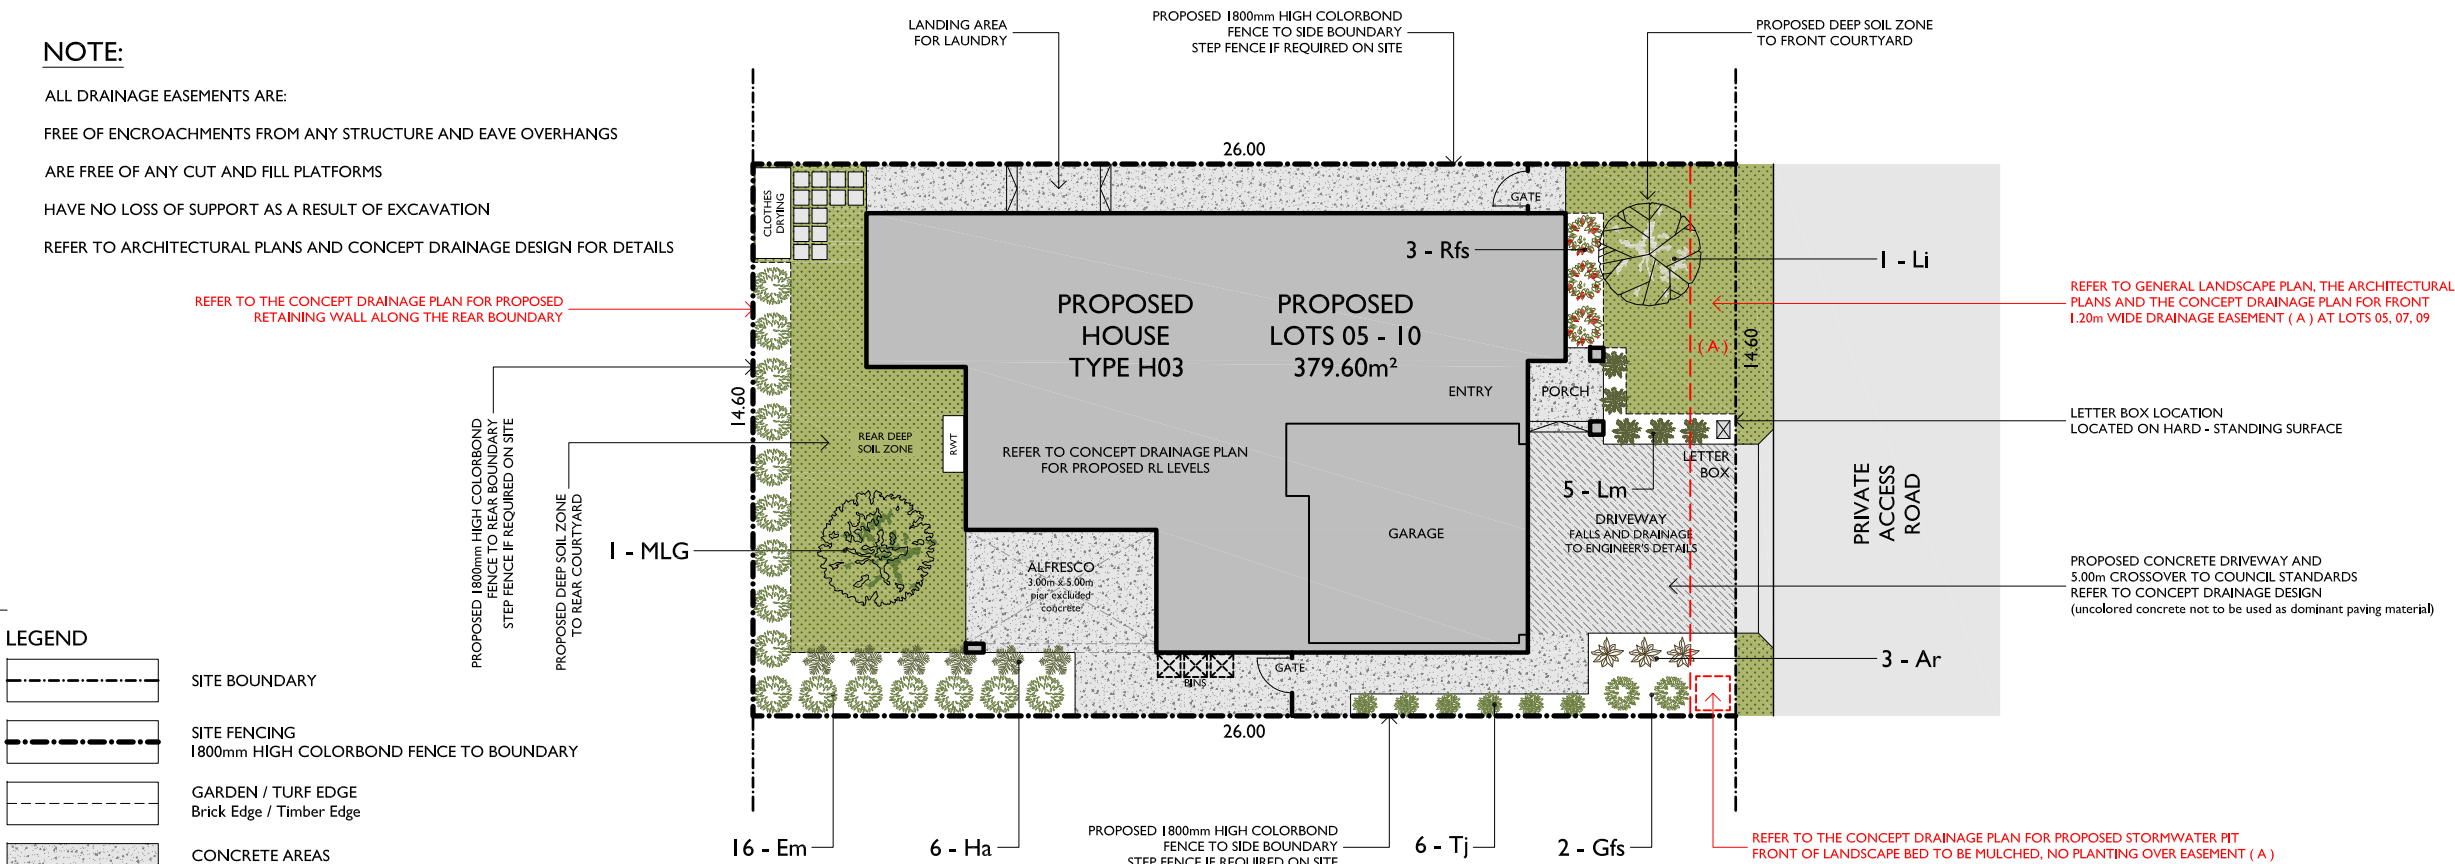 NOTE:
ALL DRAINAGE EASEMENTS ARE:
FREE OF ENCROACHMENTS FROM ANY STRUCTURE AND EAVE OVERHANGS
ARE FREE OF ANY CUT AND FILL PLATFORMS
HAVE NO LOSS OF SUPPORT AS A RESULT OF EXCAVATION
REFER TO ARCHITECTURAL PLANS AND CONCEPT DRAINAGE DESIGN FOR DETAILS
LANDING AREA
FOR LAUNDRY
PROPOSED 1800mm HIGH COLORBOND
FENCE TO SIDE BOUNDARY
STEP FENCE IF REQUIRED ON SITE
PROPOSED DEEP SOIL ZONE
TO FRONT COURTYARD
26.00
CLOTHES
DRYING
GATE
3 - Rfs
1 - Li
REFER TO THE CONCEPT DRAINAGE PLAN FOR PROPOSED
RETAINING WALL ALONG THE REAR BOUNDARY
PROPOSED
HOUSE
TYPE H03
PROPOSED
LOTS 05 - 10
379.60m²
REFER TO GENERAL LANDSCAPE PLAN, THE ARCHITECTURAL
PLANS AND THE CONCEPT DRAINAGE PLAN FOR FRONT
1.20m WIDE DRAINAGE EASEMENT ( A ) AT LOTS 05, 07, 09
( A )
14.60
14.60
ENTRY
PORCH
PROPOSED 1800mm HIGH COLORBOND
FENCE TO REAR BOUNDARY
STEP FENCE IF REQUIRED ON SITE
PROPOSED DEEP SOIL ZONE
TO REAR COURTYARD
REAR DEEP
SOIL ZONE
RWT
REFER TO CONCEPT DRAINAGE PLAN
FOR PROPOSED RL LEVELS
LETTER BOX LOCATION
LOCATED ON HARD - STANDING SURFACE
LETTER
BOX
5 - Lm
PRIVATE
ACCESS
ROAD
DRIVEWAY
FALLS AND DRAINAGE
TO ENGINEER'S DETAILS
GARAGE
1 - MLG
ALFRESCO
3.00m x 5.00m
pier excluded
concrete
PROPOSED CONCRETE DRIVEWAY AND
5.00m CROSSOVER TO COUNCIL STANDARDS
REFER TO CONCEPT DRAINAGE DESIGN
(uncolored concrete not to be used as dominant paving material)
LEGEND
SITE BOUNDARY
SITE FENCING
1800mm HIGH COLORBOND FENCE TO BOUNDARY
GARDEN / TURF EDGE
Brick Edge / Timber Edge
CONCRETE AREAS
BINS
GATE
3 - Ar
26.00
16 - Em
6 - Ha
PROPOSED 1800mm HIGH COLORBOND
FENCE TO SIDE BOUNDARY
STEP FENCE IF REQUIRED ON SITE
6 - Tj
2 - Gfs
REFER TO THE CONCEPT DRAINAGE PLAN FOR PROPOSED STORMWATER PIT
FRONT OF LANDSCAPE BED TO BE MULCHED, NO PLANTING OVER EASEMENT ( A )